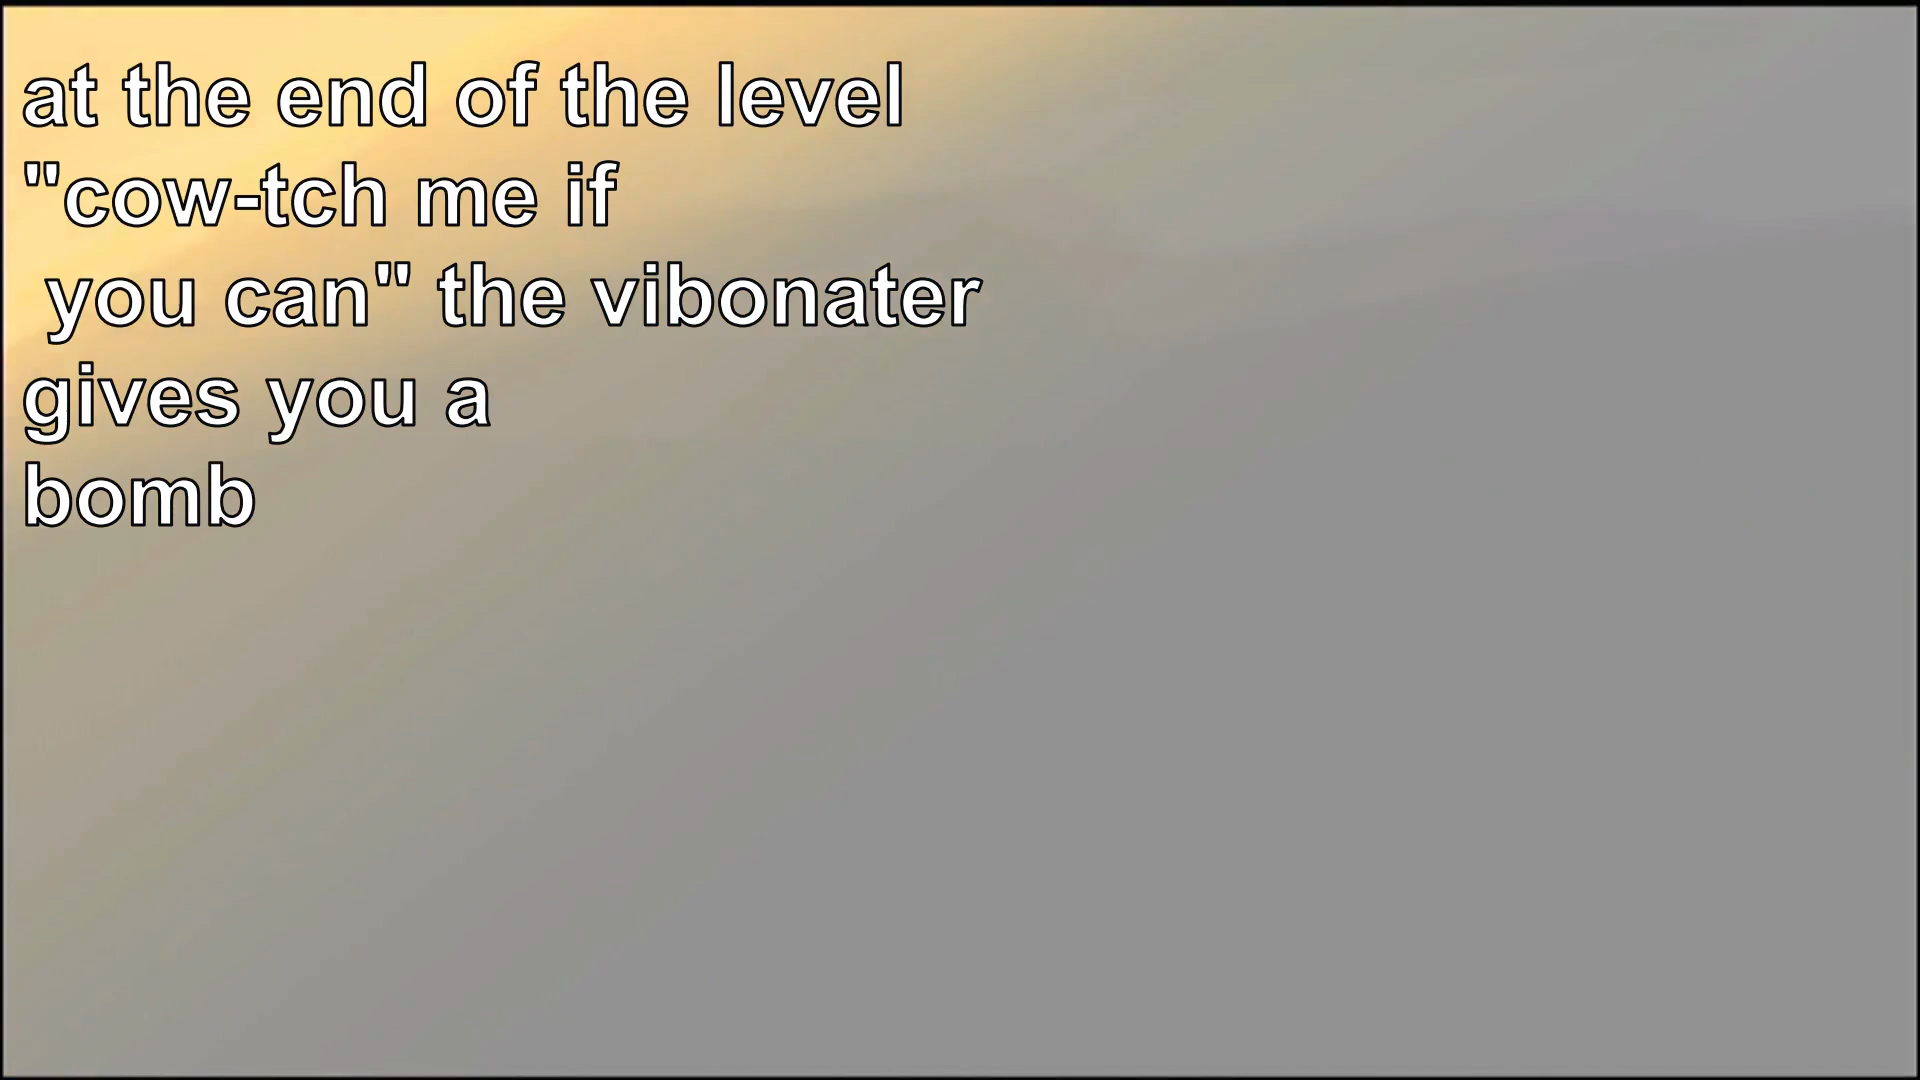 at the end of the level
"cow-tch me if
you can" the vibonater
gives you a
bomb